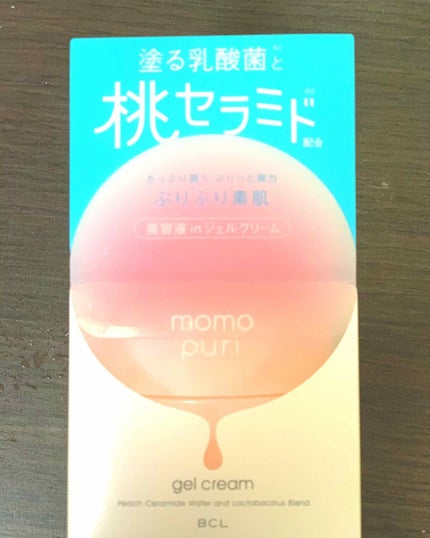 塗る乳酸菌※と
桃セラミド
配合
たっぷり潤う ぷりっと弾力
ぷりぷり素肌
美容液inジェルクリーム
momo
puri
gel cream
Peach Ceramide Water and Lactobacillus Blend
BCL